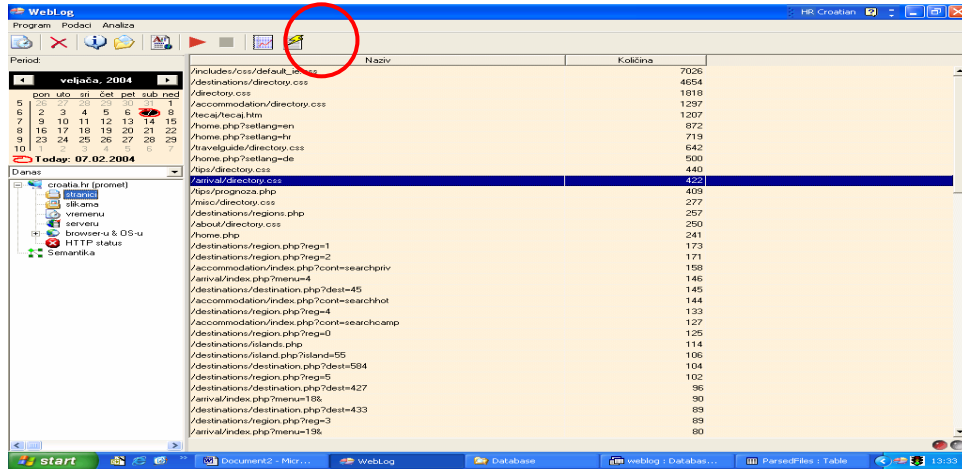 WebLog HR Croatian
Program Podaci Analiza
Period:
veljača, 2004
pon uto sri čet pet sub ned
5 26 27 28 29 30 31 1
6 2 3 4 5 6 7 8
7 9 10 11 12 13 14 15
8 16 17 18 19 20 21 22
9 23 24 25 26 27 28 29
10 1 2 3 4 5 6 7
Today: 07.02.2004
Danas
croatia.hr (promet)
stranici
slikama
vremenu
serveru
browser-u & OS-u
HTTP status
Semantika
Naziv Količina
/includes/css/default_ie.css 7026
/destinations/directory.css 4654
/directory.css 1818
/accommodation/directory.css 1297
/tecaj/tecaj.htm 1207
/home.php?setlang=en 872
/home.php?setlang=hr 719
/travelguide/directory.css 642
/home.php?setlang=de 500
/tips/directory.css 440
/arrival/directory.css 422
/tips/prognoza.php 409
/misc/directory.css 277
/destinations/regions.php 257
/about/directory.css 250
/home.php 241
/destinations/region.php?reg=1 173
/destinations/region.php?reg=2 171
/accommodation/index.php?cont=searchpriv 158
/arrival/index.php?menu=4 146
/destinations/destination.php?dest=45 145
/accommodation/index.php?cont=searchhot 144
/destinations/region.php?reg=4 133
/accommodation/index.php?cont=searchcamp 127
/destinations/region.php?reg=0 125
/destinations/islands.php 114
/destinations/island.php?island=55 106
/destinations/destination.php?dest=584 104
/destinations/region.php?reg=5 102
/destinations/destination.php?dest=427 96
/arrival/index.php?menu=18& 90
/destinations/destination.php?dest=433 89
/destinations/region.php?reg=3 89
/arrival/index.php?menu=19& 80
start Document2 - Micr... WebLog Database weblog : Databas... ParsedFiles : Table 13:33